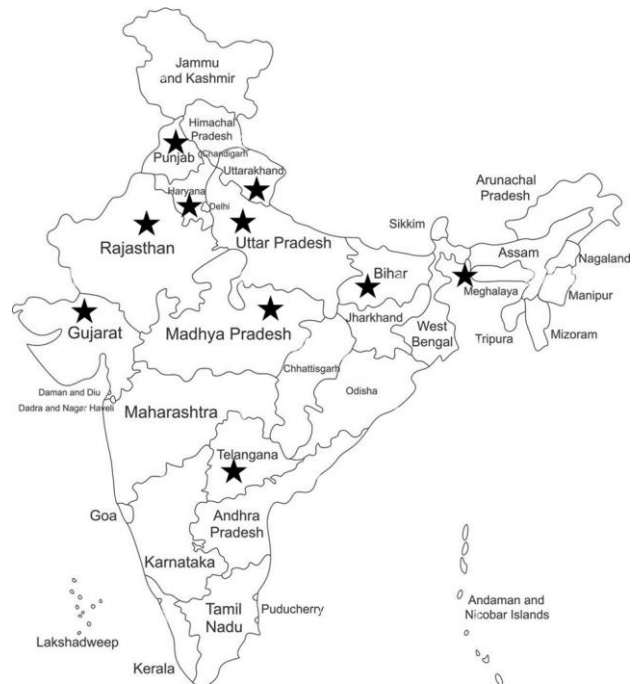 Jammu
and Kashmir
Himachal
Pradesh
Punjab
Chandigarh
Uttarakhand
Haryana
Delhi
Arunachal
Pradesh
Sikkim
Rajasthan
Uttar Pradesh
Assam
Nagaland
Bihar
Meghalaya
Manipur
Gujarat
Madhya Pradesh
Jharkhand
West
Bengal
Tripura
Mizoram
Chhattisgarh
Daman and Diu
Dadra and Nagar Haveli
Odisha
Maharashtra
Telangana
Goa
Andhra
Pradesh
Karnataka
Tamil
Nadu
Puducherry
Andaman and
Nicobar Islands
Lakshadweep
Kerala